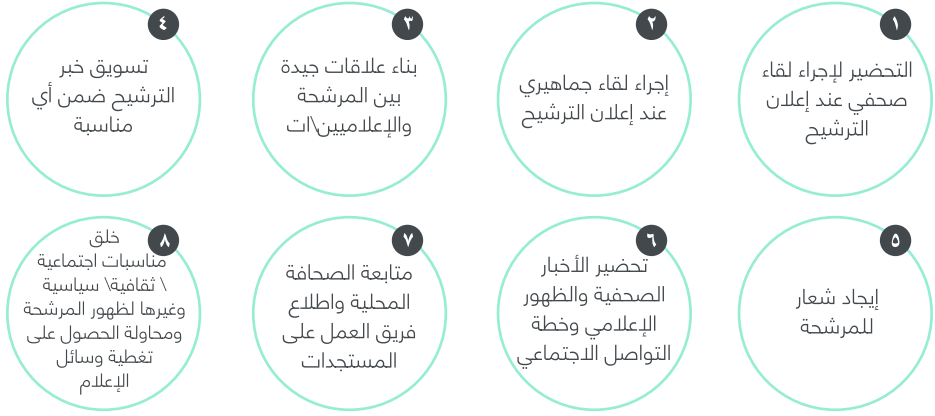 ١
التحضير لإجراء لقاء
صحفي عند إعلان
الترشيح
٢
إجراء لقاء جماهيري
عند إعلان الترشيح
٣
بناء علاقات جيدة
بين المرشحة
والإعلاميين\ات
٤
تسويق خبر
الترشيح ضمن أي
مناسبة
٥
إيجاد شعار
للمرشحة
٦
تحضير الأخبار
الصحفية والظهور
الإعلامي وخطة
التواصل الاجتماعي
٧
متابعة الصحافة
المحلية واطلاع
فريق العمل على
المستجدات
٨
خلق
مناسبات اجتماعية
\ ثقافية\ سياسية
وغيرها لظهور المرشحة
ومحاولة الحصول على
تغطية وسائل
الإعلام